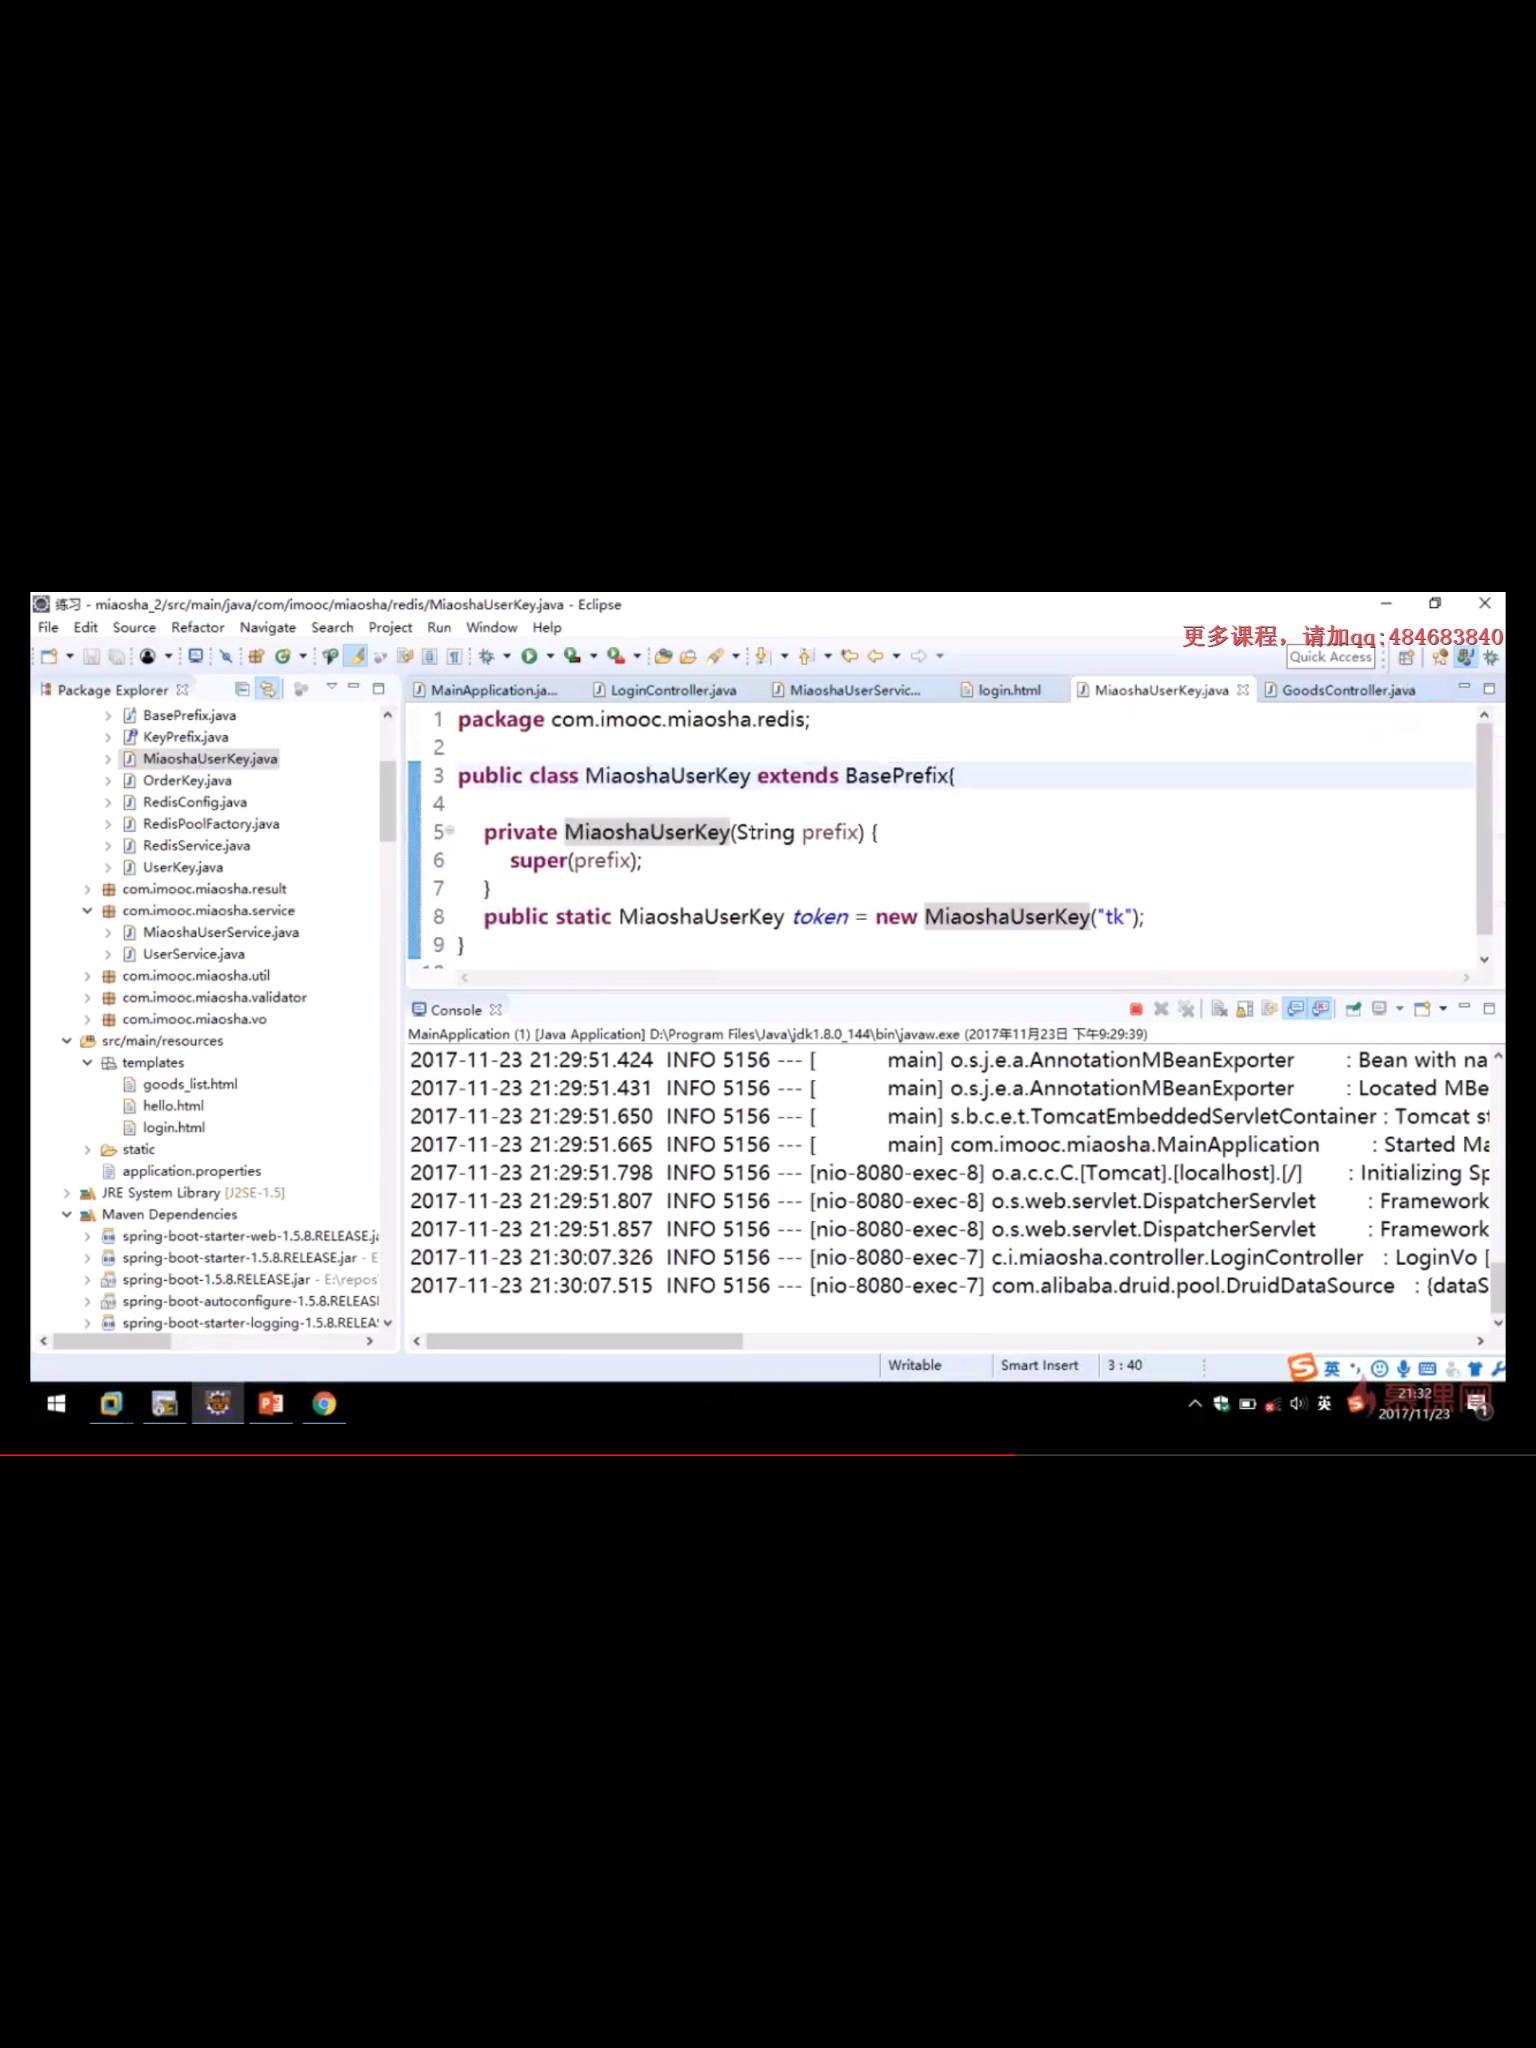 练习 - miaosha_2/src/main/java/com/imooc/miaosha/redis/MiaoshaUserKey.java - Eclipse
File Edit Source Refactor Navigate Search Project Run Window Help
更多课程，请加qq:484683840
Quick Access
Package Explorer
BasePrefix.java
KeyPrefix.java
MiaoshaUserKey.java
OrderKey.java
RedisConfig.java
RedisPoolFactory.java
RedisService.java
UserKey.java
com.imooc.miaosha.result
com.imooc.miaosha.service
MiaoshaUserService.java
UserService.java
com.imooc.miaosha.util
com.imooc.miaosha.validator
com.imooc.miaosha.vo
src/main/resources
templates
goods_list.html
hello.html
login.html
static
application.properties
JRE System Library [J2SE-1.5]
Maven Dependencies
spring-boot-starter-web-1.5.8.RELEASE.ja
spring-boot-starter-1.5.8.RELEASE.jar - E
spring-boot-1.5.8.RELEASE.jar - E:\repos
spring-boot-autoconfigure-1.5.8.RELEASE
spring-boot-starter-logging-1.5.8.RELEA
MainApplication.ja... LoginController.java MiaoshaUserServic... login.html MiaoshaUserKey.java GoodsController.java
1 package com.imooc.miaosha.redis;
2
3 public class MiaoshaUserKey extends BasePrefix{
4
5 private MiaoshaUserKey(String prefix) {
6 super(prefix);
7 }
8 public static MiaoshaUserKey token = new MiaoshaUserKey("tk");
9 }
Console
MainApplication (1) [Java Application] D:\Program Files\Java\jdk1.8.0_144\bin\javaw.exe (2017年11月23日 下午9:29:39)
2017-11-23 21:29:51.424 INFO 5156 --- [ main] o.s.j.e.a.AnnotationMBeanExporter : Bean with na
2017-11-23 21:29:51.431 INFO 5156 --- [ main] o.s.j.e.a.AnnotationMBeanExporter : Located MBe
2017-11-23 21:29:51.650 INFO 5156 --- [ main] s.b.c.e.t.TomcatEmbeddedServletContainer : Tomcat st
2017-11-23 21:29:51.665 INFO 5156 --- [ main] com.imooc.miaosha.MainApplication : Started Ma
2017-11-23 21:29:51.798 INFO 5156 --- [nio-8080-exec-8] o.a.c.c.C.[Tomcat].[localhost].[/] : Initializing Sp
2017-11-23 21:29:51.807 INFO 5156 --- [nio-8080-exec-8] o.s.web.servlet.DispatcherServlet : Framework
2017-11-23 21:29:51.857 INFO 5156 --- [nio-8080-exec-8] o.s.web.servlet.DispatcherServlet : Framework
2017-11-23 21:30:07.326 INFO 5156 --- [nio-8080-exec-7] c.i.miaosha.controller.LoginController : LoginVo [
2017-11-23 21:30:07.515 INFO 5156 --- [nio-8080-exec-7] com.alibaba.druid.pool.DruidDataSource : {dataS
Writable Smart Insert 3 : 40
英
英
慕课网
21:32
2017/11/23